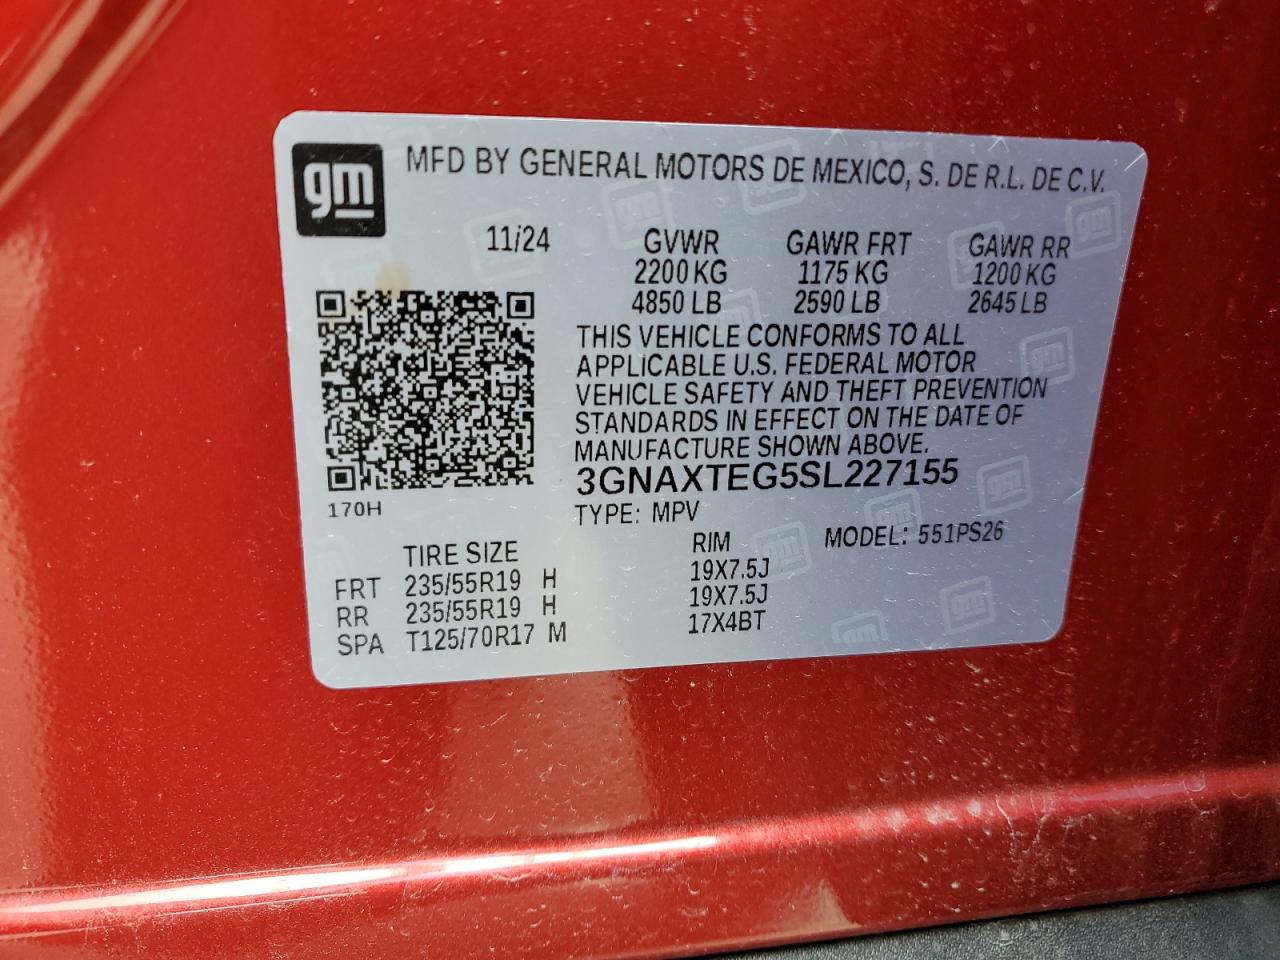 gm
MFD BY GENERAL MOTORS DE MEXICO, S. DE R.L. DE C.V.
11/24 GVWR GAWR FRT GAWR RR
2200 KG 1175 KG 1200 KG
4850 LB 2590 LB 2645 LB
THIS VEHICLE CONFORMS TO ALL
APPLICABLE U.S. FEDERAL MOTOR
VEHICLE SAFETY AND THEFT PREVENTION
STANDARDS IN EFFECT ON THE DATE OF
MANUFACTURE SHOWN ABOVE.
3GNAXTEG5SL227155
170H
TYPE: MPV MODEL: 551PS26
TIRE SIZE RIM
FRT 235/55R19 H 19X7.5J
RR 235/55R19 H 19X7.5J
SPA T125/70R17 M 17X4BT